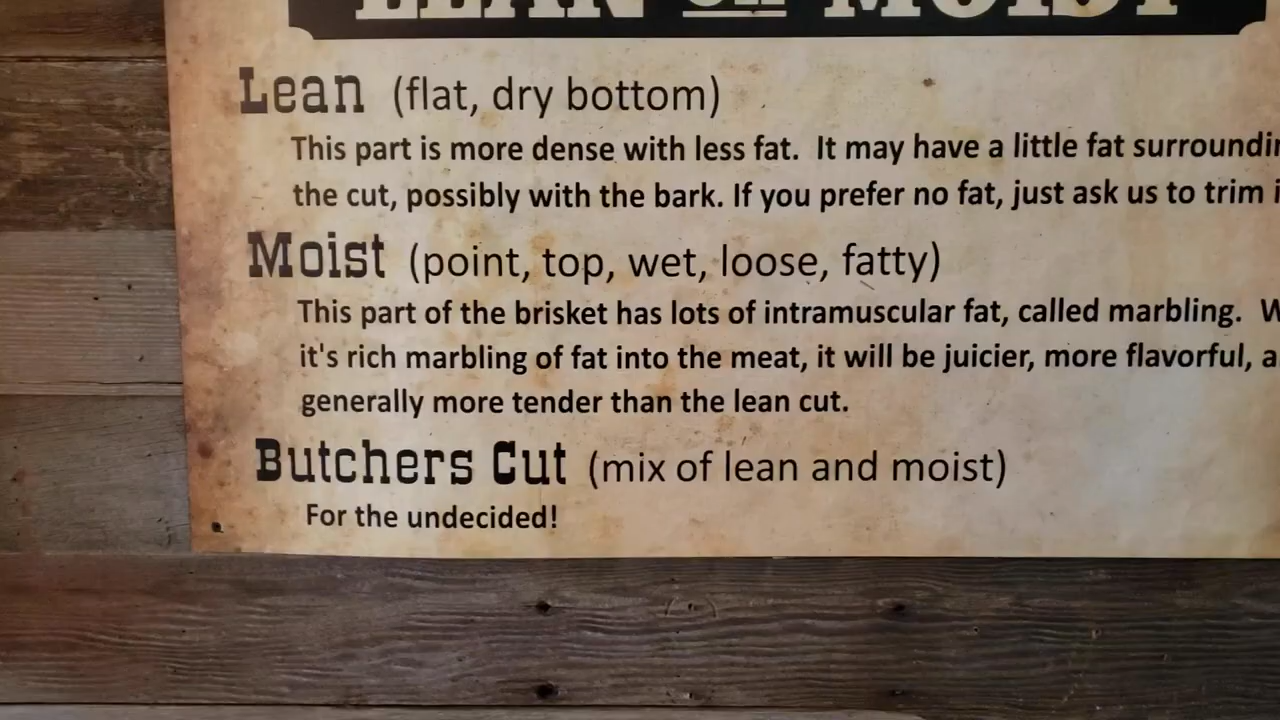 LEAN or MOIST
Lean (flat, dry bottom)
This part is more dense with less fat. It may have a little fat
the cut, possibly with the bark. If you prefer no fat, just ask us to trim
Moist (point, top, wet, loose, fatty)
This part of the brisket has lots of intramuscular fat, called marbling.
it's rich marbling of fat into the meat, it will be juicier, more flavorful,
generally more tender than the lean cut.
Butchers Cut (mix of lean and moist)
For the undecided!